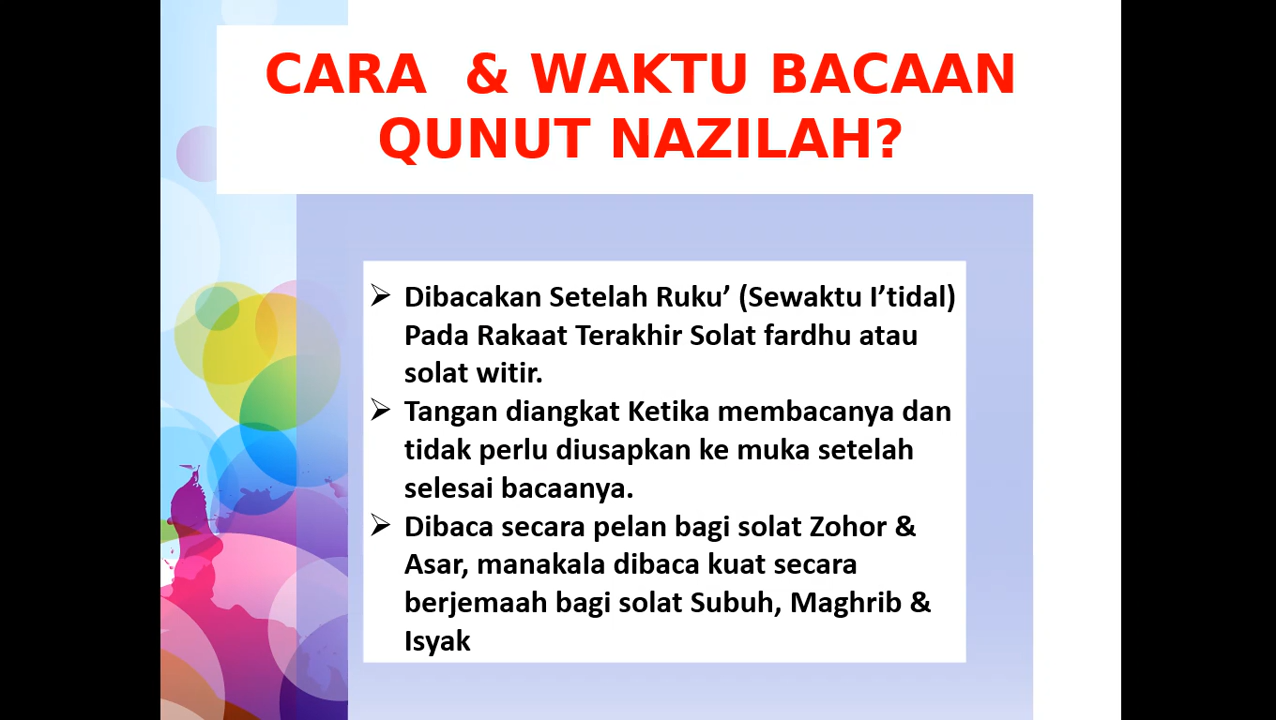 CARA & WAKTU BACAAN
QUNUT NAZILAH?
➢ Dibacakan Setelah Ruku’ (Sewaktu I’tidal)
Pada Rakaat Terakhir Solat fardhu atau
solat witir.
➢ Tangan diangkat Ketika membacanya dan
tidak perlu diusapkan ke muka setelah
selesai bacaanya.
➢ Dibaca secara pelan bagi solat Zohor &
Asar, manakala dibaca kuat secara
berjemaah bagi solat Subuh, Maghrib &
Isyak